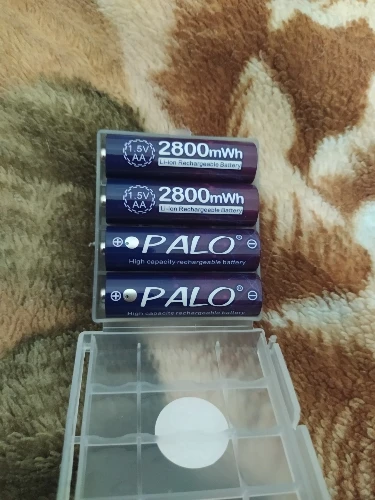 1.5V
AA
2800mWh
Li-ion Rechargeable Battery
1.5V
AA
2800mWh
Li-ion Rechargeable Battery
⊕ PALO® ⊖
High capacity rechargeable battery
⊕ PALO® ⊖
High capacity rechargeable battery